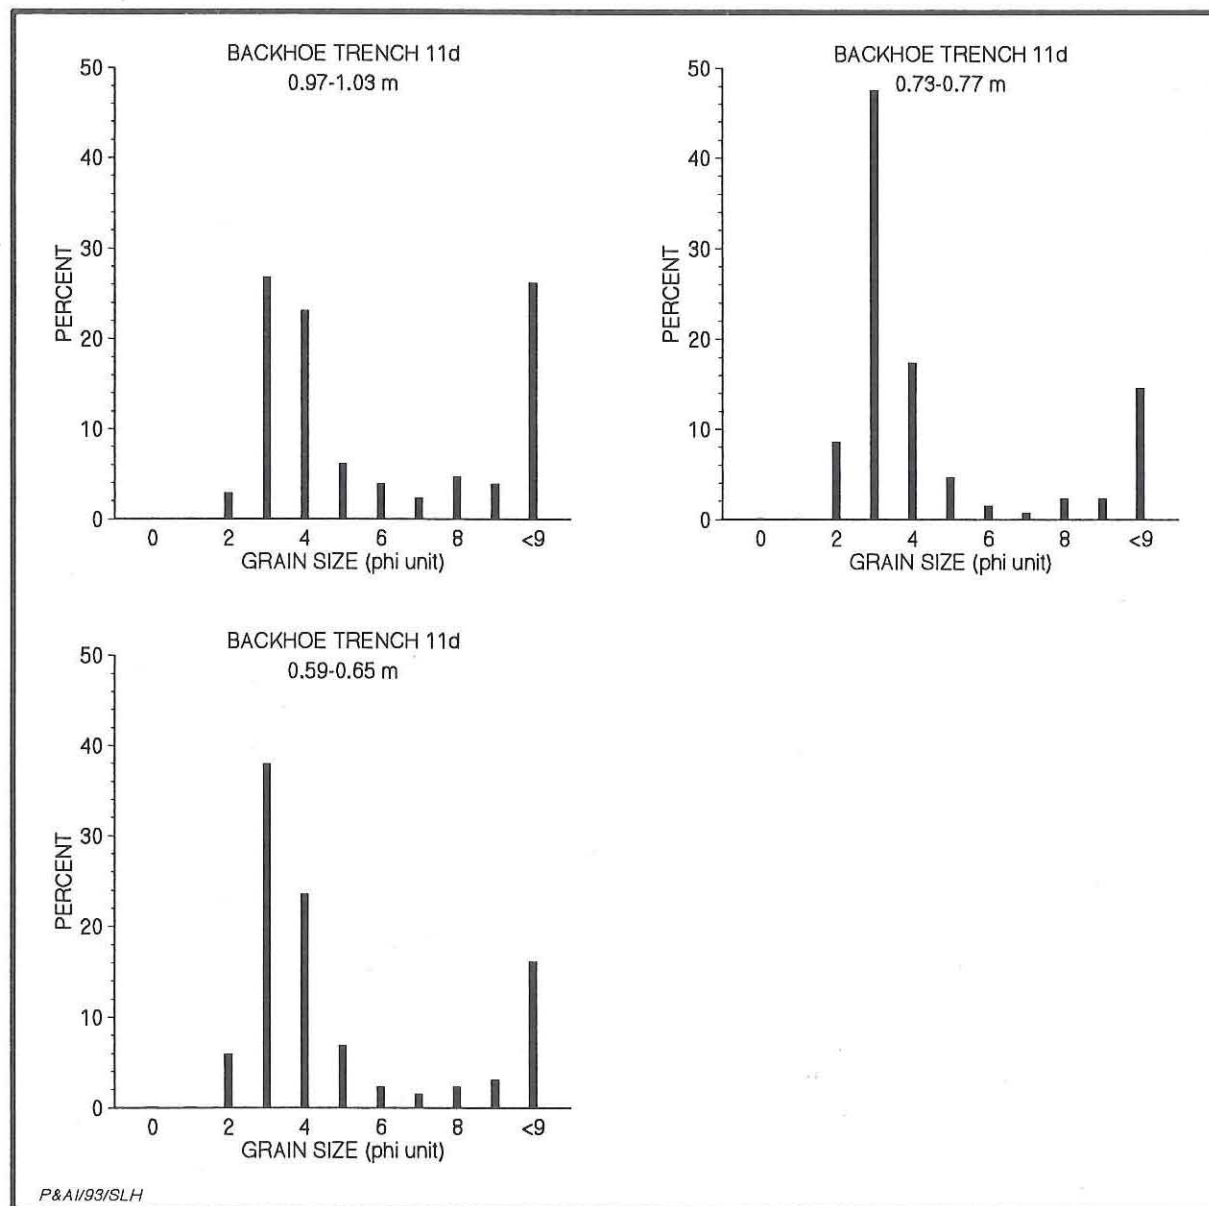 BACKHOE TRENCH 11d
0.97-1.03 m
50
40
30
20
10
0
PERCENT
0 2 4 6 8 <9
GRAIN SIZE (phi unit)
BACKHOE TRENCH 11d
0.73-0.77 m
50
40
30
20
10
0
PERCENT
0 2 4 6 8 <9
GRAIN SIZE (phi unit)
BACKHOE TRENCH 11d
0.59-0.65 m
50
40
30
20
10
0
PERCENT
0 2 4 6 8 <9
GRAIN SIZE (phi unit)
P&AI/93/SLH